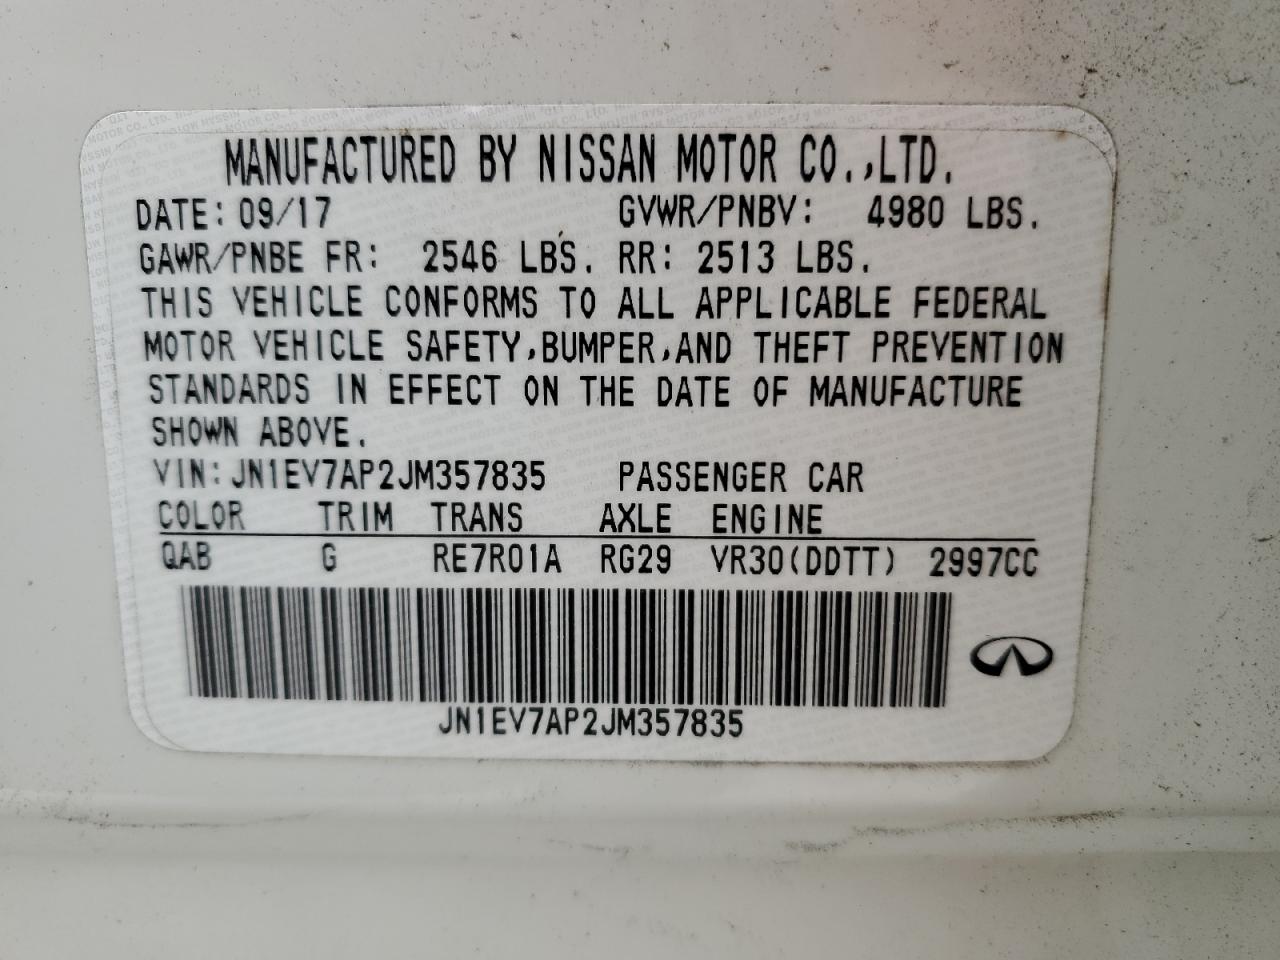 MANUFACTURED BY NISSAN MOTOR CO.,LTD.
DATE: 09/17 GVWR/PNBV: 4980 LBS.
GAWR/PNBE FR: 2546 LBS. RR: 2513 LBS.
THIS VEHICLE CONFORMS TO ALL APPLICABLE FEDERAL
MOTOR VEHICLE SAFETY,BUMPER,AND THEFT PREVENTION
STANDARDS IN EFFECT ON THE DATE OF MANUFACTURE
SHOWN ABOVE.
VIN: JN1EV7AP2JM357835 PASSENGER CAR
COLOR TRIM TRANS AXLE ENGINE
QAB G RE7R01A RG29 VR30(DDTT) 2997CC
JN1EV7AP2JM357835